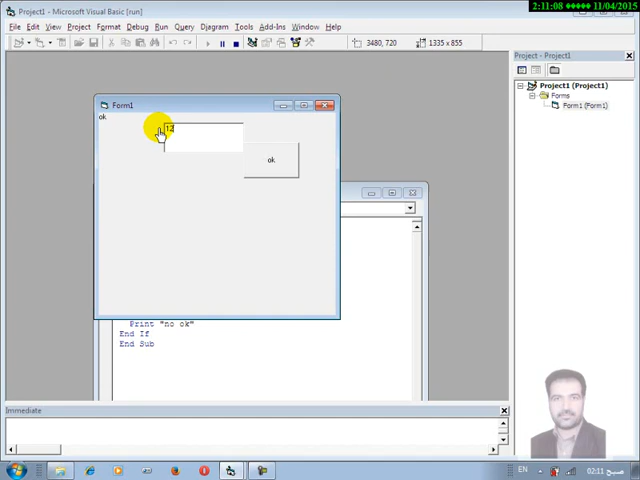 2:11:08 ♦♦♦♦♦ 11/04/2015
Project1 - Microsoft Visual Basic [run]
File Edit View Project Format Debug Run Query Diagram Tools Add-Ins Window Help
3480, 720 1335 x 855
Project - Project1
Project1 (Project1)
Forms
Form1 (Form1)
Form1
ok
12
ok
Print "no ok"
End If
End Sub
Immediate
EN 02:11 صبح